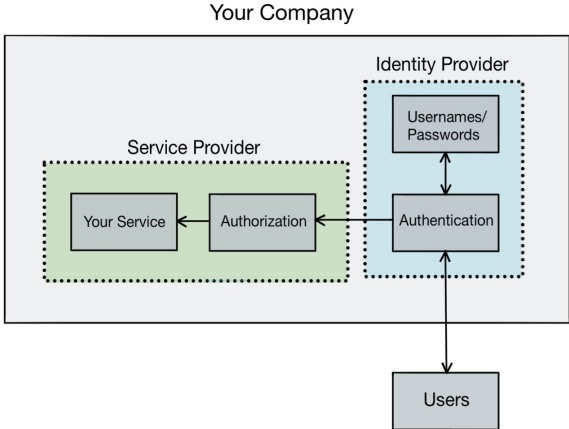 Your Company
Identity Provider
Usernames/
Passwords
Service Provider
Your Service
Authorization
Authentication
Users